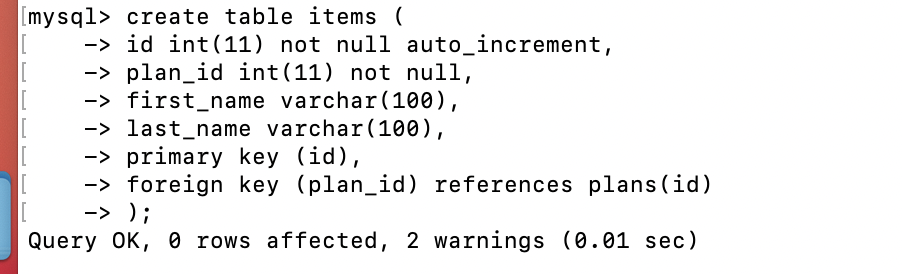 [mysql> create table items (
[    -> id int(11) not null auto_increment,
[    -> plan_id int(11) not null,
[    -> first_name varchar(100),
[    -> last_name varchar(100),
[    -> primary key (id),
[    -> foreign key (plan_id) references plans(id)
[    -> );
Query OK, 0 rows affected, 2 warnings (0.01 sec)